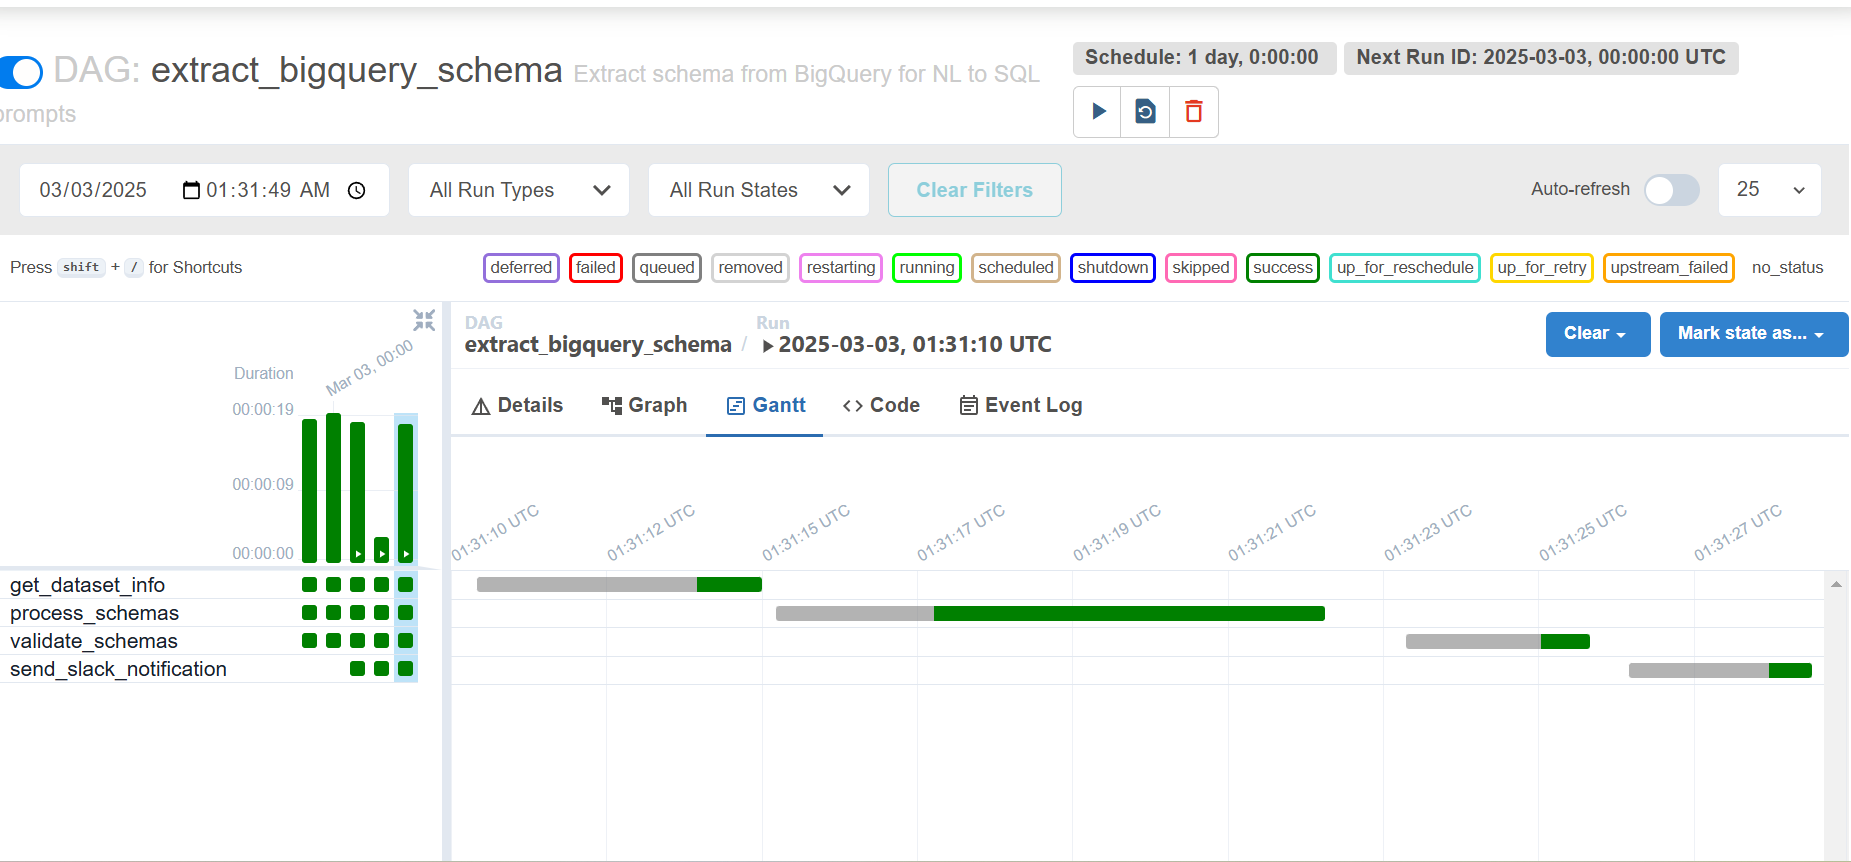 DAG: extract_bigquery_schema Extract schema from BigQuery for NL to SQL
prompts
Schedule: 1 day, 0:00:00
Next Run ID: 2025-03-03, 00:00:00 UTC
03/03/2025 01:31:49 AM
All Run Types
All Run States
Clear Filters
Auto-refresh
25
Press shift + / for Shortcuts
deferred
failed
queued
removed
restarting
running
scheduled
shutdown
skipped
success
up_for_reschedule
up_for_retry
upstream_failed
no_status
Duration
Mar 03, 00:00
00:00:19
00:00:09
00:00:00
get_dataset_info
process_schemas
validate_schemas
send_slack_notification
DAG
extract_bigquery_schema
/
Run
2025-03-03, 01:31:10 UTC
Clear
Mark state as...
Details
Graph
Gantt
Code
Event Log
01:31:10 UTC
01:31:12 UTC
01:31:15 UTC
01:31:17 UTC
01:31:19 UTC
01:31:21 UTC
01:31:23 UTC
01:31:25 UTC
01:31:27 UTC